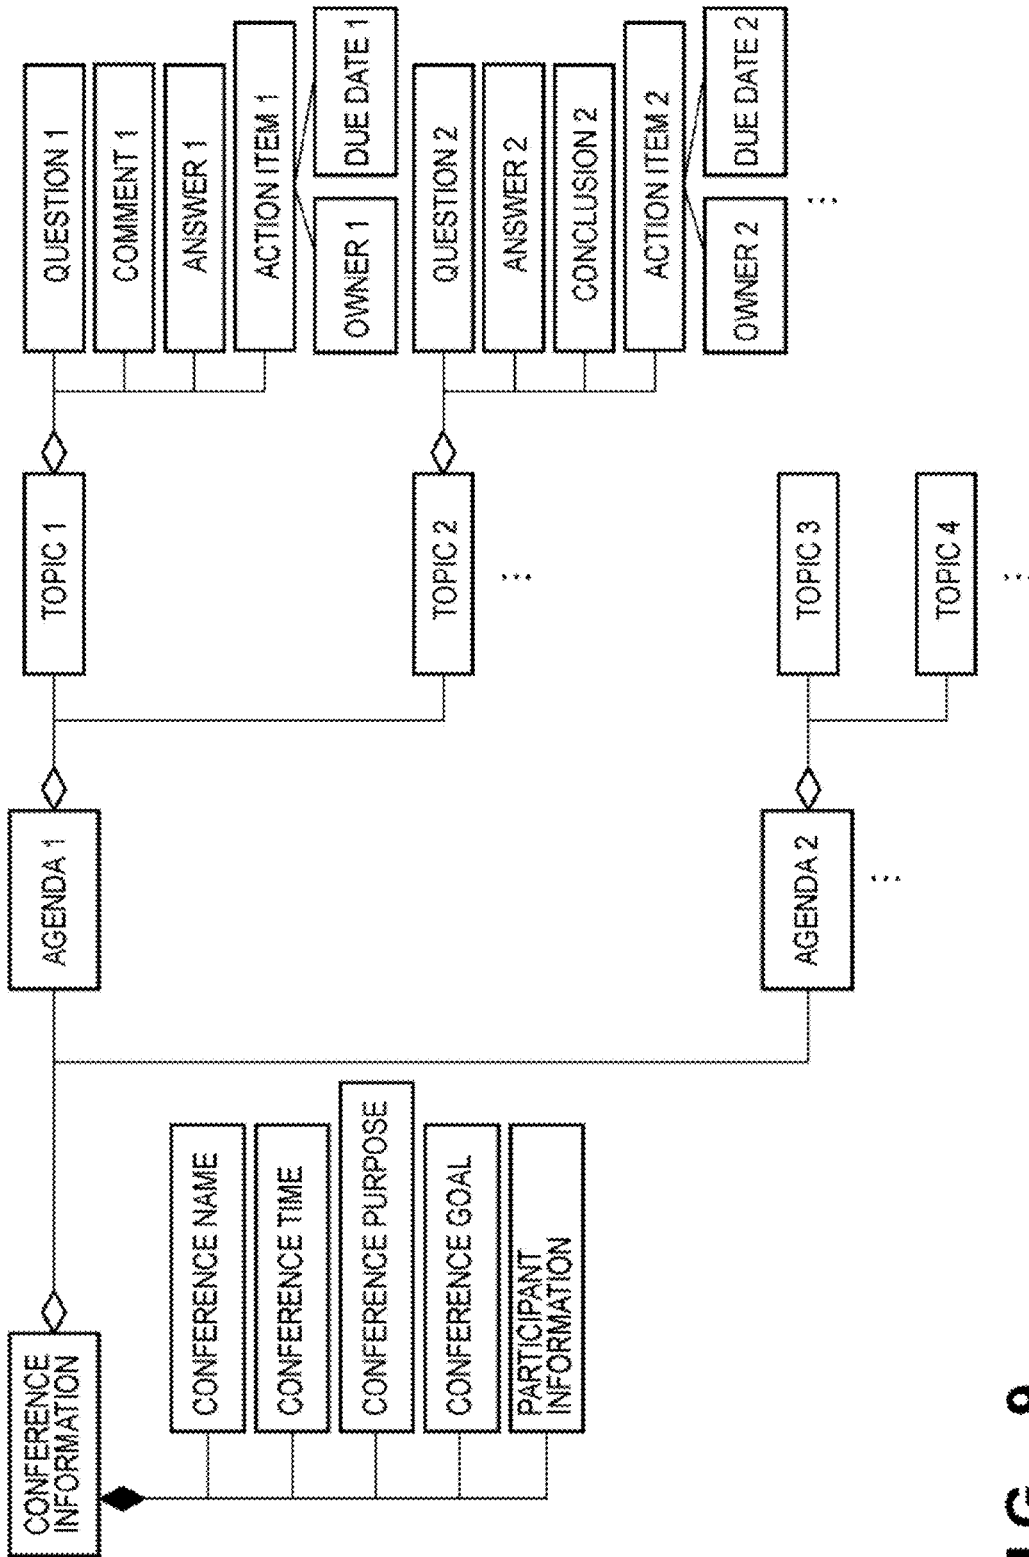 CONFERENCE
INFORMATION
CONFERENCE NAME
CONFERENCE TIME
CONFERENCE PURPOSE
CONFERENCE GOAL
PARTICIPANT
INFORMATION
AGENDA 1
TOPIC 1
QUESTION 1
COMMENT 1
ANSWER 1
ACTION ITEM 1
OWNER 1
DUE DATE 1
TOPIC 2
QUESTION 2
ANSWER 2
CONCLUSION 2
ACTION ITEM 2
OWNER 2
DUE DATE 2
...
...
AGENDA 2
TOPIC 3
TOPIC 4
...
...